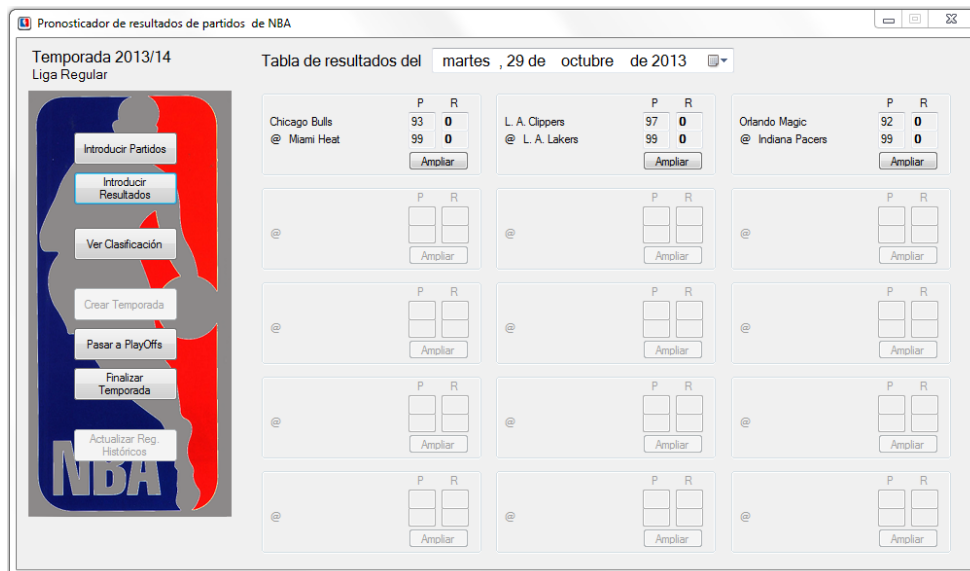 Pronosticador de resultados de partidos de NBA
Temporada 2013/14
Liga Regular
Introducir Partidos
Introducir
Resultados
Ver Clasificación
Crear Temporada
Pasar a PlayOffs
Finalizar
Temporada
Actualizar Reg.
Históricos
NBA
Tabla de resultados del martes , 29 de octubre de 2013
P R
Chicago Bulls 93 0
@ Miami Heat 99 0
Ampliar
P R
L. A. Clippers 97 0
@ L. A. Lakers 99 0
Ampliar
P R
Orlando Magic 92 0
@ Indiana Pacers 99 0
Ampliar
P R
@
Ampliar
P R
@
Ampliar
P R
@
Ampliar
P R
@
Ampliar
P R
@
Ampliar
P R
@
Ampliar
P R
@
Ampliar
P R
@
Ampliar
P R
@
Ampliar
P R
@
Ampliar
P R
@
Ampliar
P R
@
Ampliar